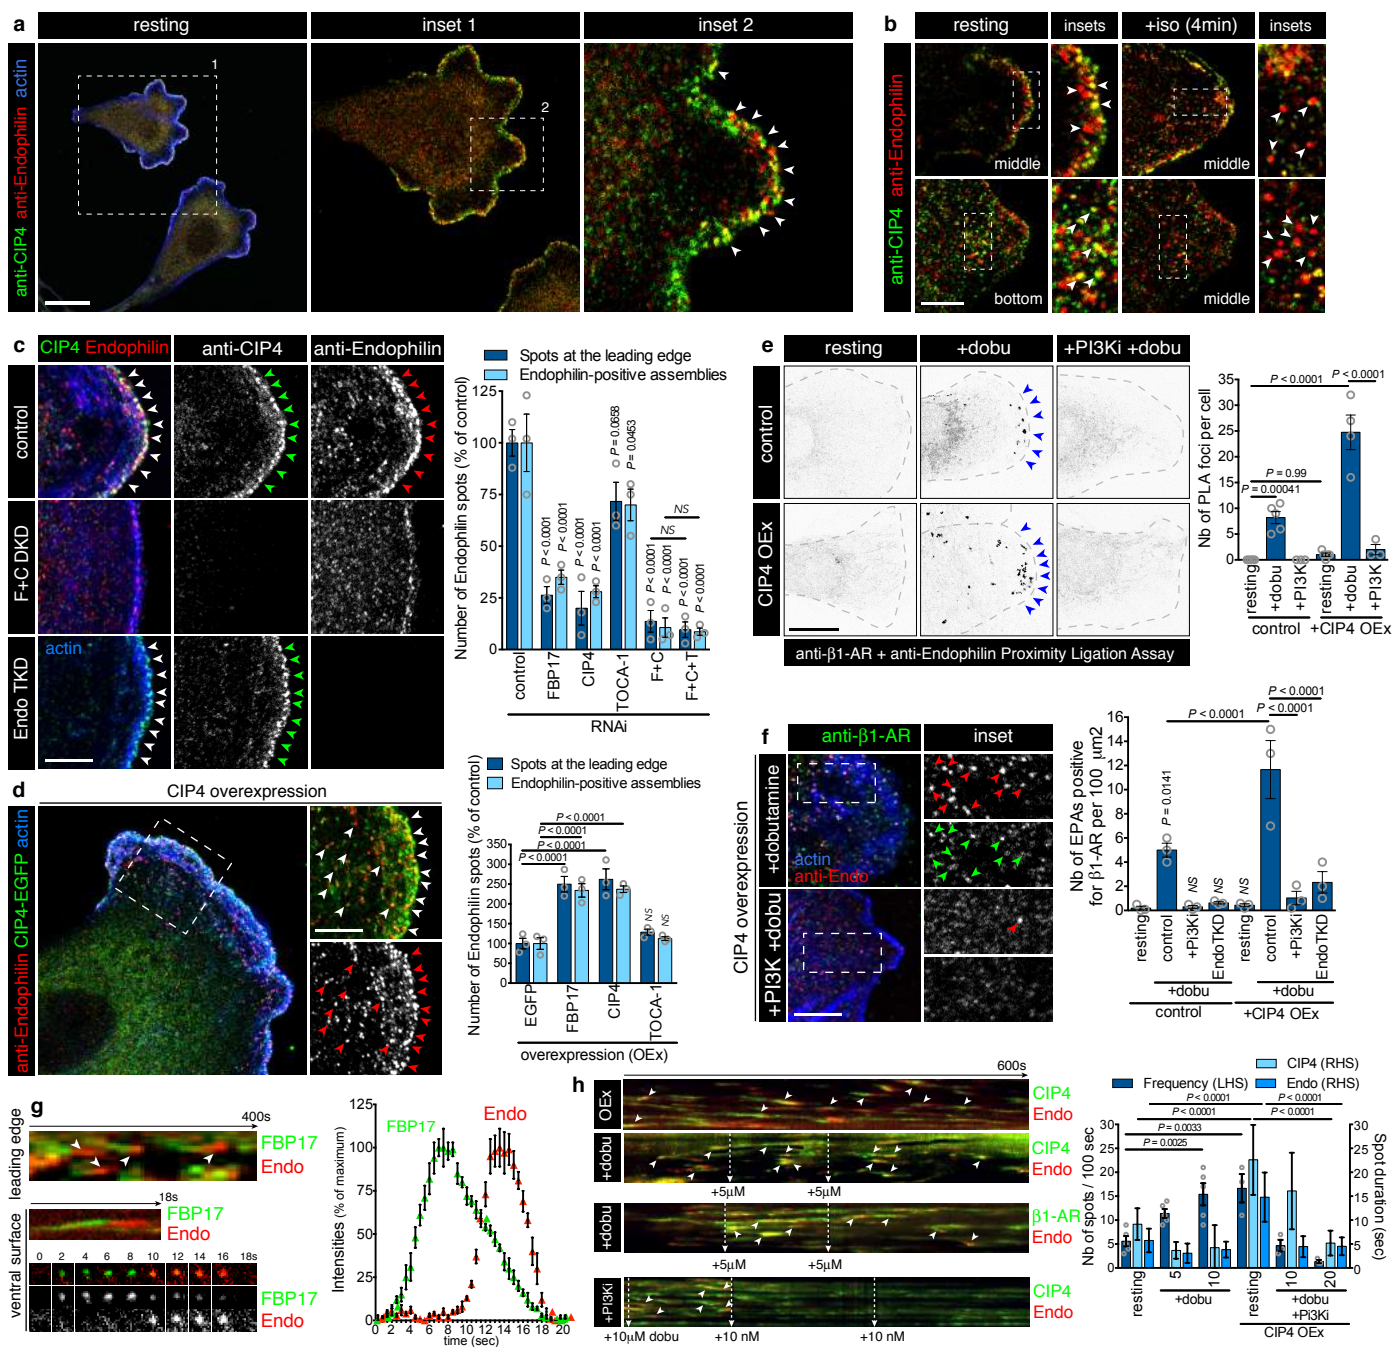 a
resting
inset 1
inset 2
anti-CIP4 anti-Endophilin actin
1
2
b
resting
insets
+iso (4min)
insets
anti-CIP4 anti-Endophilin
middle
middle
bottom
middle
c
CIP4 Endophilin
anti-CIP4
anti-Endophilin
control
F+C DKD
Endo TKD
actin
Spots at the leading edge
Endophilin-positive assemblies
Number of Endophilin spots (% of control)
125
100
75
50
25
0
P < 0.0001
P < 0.0001
P < 0.0001
P < 0.0001
P = 0.0658
P = 0.0453
P < 0.0001
P < 0.0001
P < 0.0001
P < 0.0001
NS
NS
control
FBP17
CIP4
TOCA-1
F+C
F+C+T
RNAi
d
CIP4 overexpression
anti-Endophilin CIP4-EGFP actin
Spots at the leading edge
Endophilin-positive assemblies
Number of Endophilin spots (% of control)
P < 0.0001
P < 0.0001
P < 0.0001
P < 0.0001
350
300
250
200
150
100
50
0
NS
NS
EGFP
FBP17
CIP4
TOCA-1
overexpression (OEx)
e
resting
+dobu
+PI3Ki +dobu
control
CIP4 OEx
anti-β1-AR + anti-Endophilin Proximity Ligation Assay
Nb of PLA foci per cell
35
30
25
20
15
10
5
0
P < 0.0001
P < 0.0001
P = 0.99
P = 0.00041
resting
+dobu
+PI3K
resting
+dobu
+PI3K
control
+CIP4 OEx
f
anti-β1-AR
inset
CIP4 overexpression
+dobutamine
+PI3K +dobu
actin
anti-Endo
Nb of EPAs positive
for β1-AR per 100 µm2
16
14
12
10
8
6
4
2
0
P < 0.0001
P < 0.0001
P < 0.0001
P = 0.0141
NS
NS
NS
resting
control
+PI3Ki
EndoTKD
resting
control
+PI3Ki
EndoTKD
+dobu
+dobu
control
+CIP4 OEx
g
400s
leading edge
FBP17
Endo
18s
ventral surface
FBP17
Endo
0 2 4 6 8 10 12 14 16 18s
FBP17
Endo
Intensities (% of maximum)
125
100
75
50
25
0
FBP17
Endo
0 2 4 6 8 10 12 14 16 18 20
time (sec)
h
600s
OEx
CIP4
Endo
+dobu
CIP4
Endo
+5µM
+5µM
+dobu
β1-AR
Endo
+5µM
+5µM
+PI3Ki
CIP4
Endo
+10µM dobu
+10 nM
+10 nM
CIP4 (RHS)
Frequency (LHS)
Endo (RHS)
P < 0.0001
P < 0.0001
P < 0.0001
P < 0.0001
P = 0.0033
P = 0.0025
Nb of spots / 100 sec
30
25
20
15
10
5
0
30
25
20
15
10
5
0
Spot duration (sec)
resting
5
10
resting
10
20
+dobu
+dobu
+Pi3Ki
CIP4 OEx